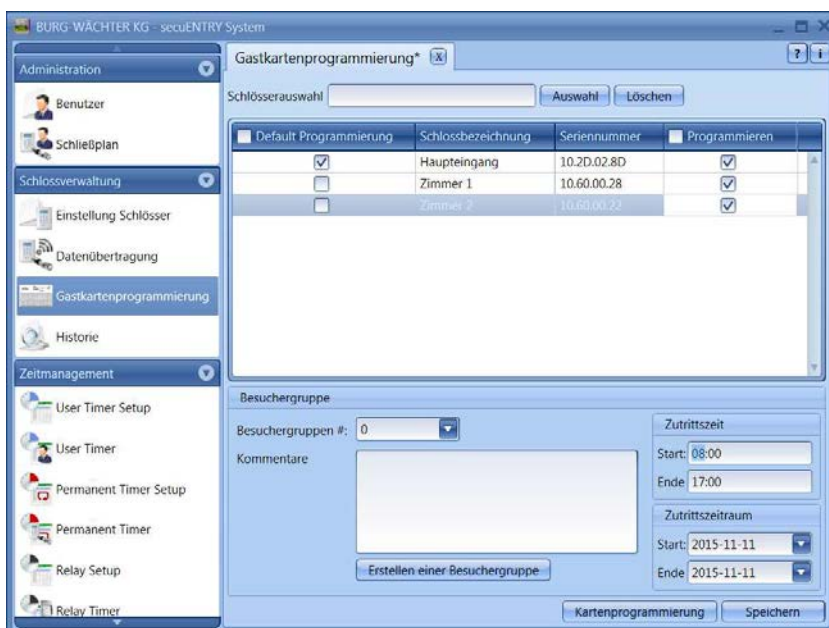 BURG-WÄCHTER KG - secuENTRY System
Administration
Benutzer
Schließplan
Schlossverwaltung
Einstellung Schlösser
Datenübertragung
Gastkartenprogrammierung
Historie
Zeitmanagement
User Timer Setup
User Timer
Permanent Timer Setup
Permanent Timer
Relay Setup
Relay Timer
Gastkartenprogrammierung* x
? i
Schlösserauswahl Auswahl Löschen
Default Programmierung Schlossbezeichnung Seriennummer Programmieren
Haupteingang 10.2D.02.8D
Zimmer 1 10.60.00.28
Zimmer 2 10.60.00.22
Besuchergruppe
Besuchergruppen #: 0
Kommentare
Erstellen einer Besuchergruppe
Zutrittszeit
Start: 08:00
Ende 17:00
Zutrittszeitraum
Start: 2015-11-11
Ende 2015-11-11
Kartenprogrammierung Speichern